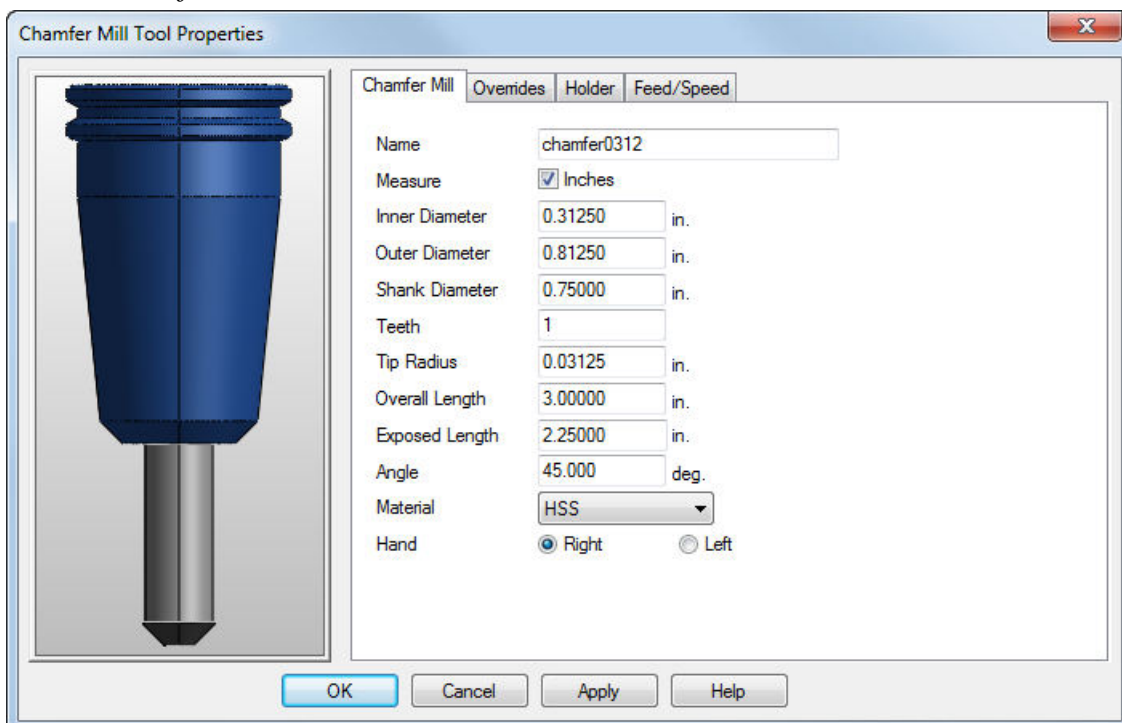 Chamfer Mill Tool Properties
X
Chamfer Mill Overrides Holder Feed/Speed
Name chamfer0312
Measure Inches
Inner Diameter 0.31250 in.
Outer Diameter 0.81250 in.
Shank Diameter 0.75000 in.
Teeth 1
Tip Radius 0.03125 in.
Overall Length 3.00000 in.
Exposed Length 2.25000 in.
Angle 45.000 deg.
Material HSS
Hand Right Left
OK Cancel Apply Help